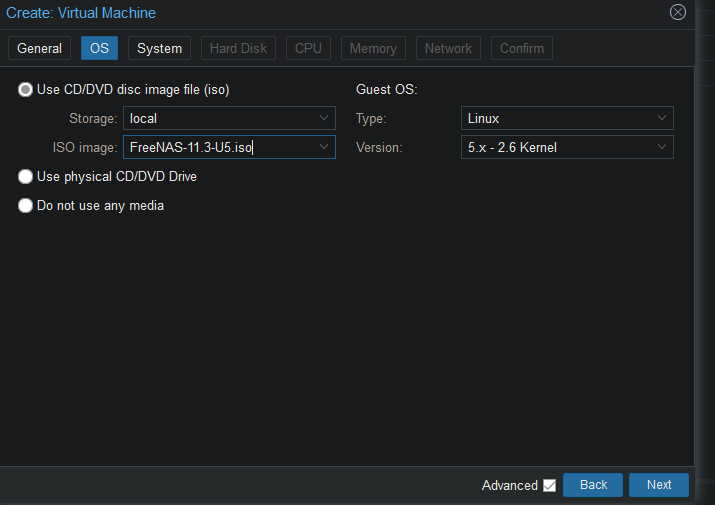 Create: Virtual Machine
General OS System Hard Disk CPU Memory Network Confirm
Use CD/DVD disc image file (iso) Guest OS:
Storage: local Type: Linux
ISO image: FreeNAS-11.3-U5.iso Version: 5.x - 2.6 Kernel
Use physical CD/DVD Drive
Do not use any media
Advanced Back Next